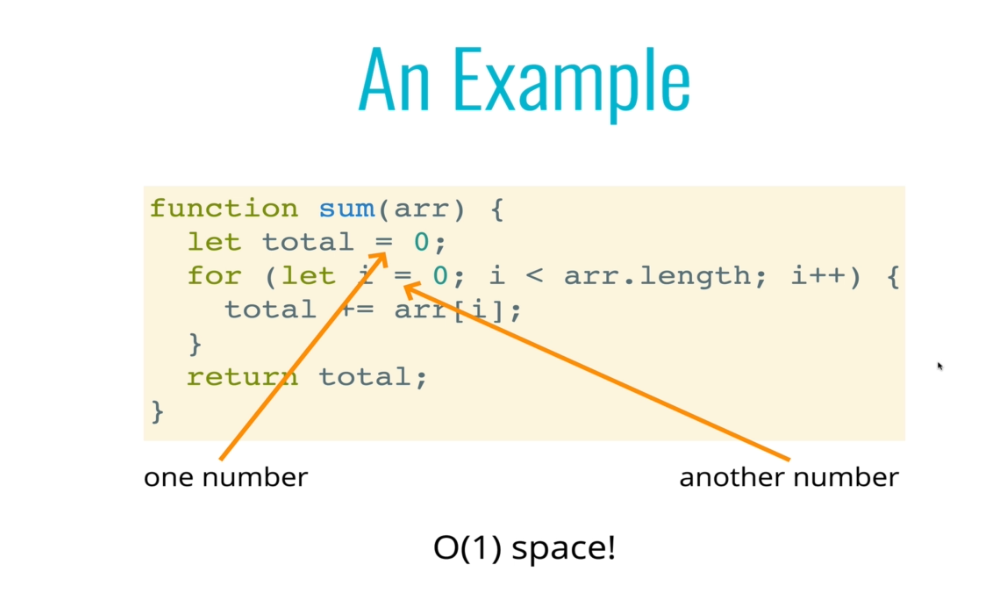 An Example
function sum(arr) {
  let total = 0;
  for (let i = 0; i < arr.length; i++) {
    total += arr[i];
  }
  return total;
}
one number
another number
O(1) space!